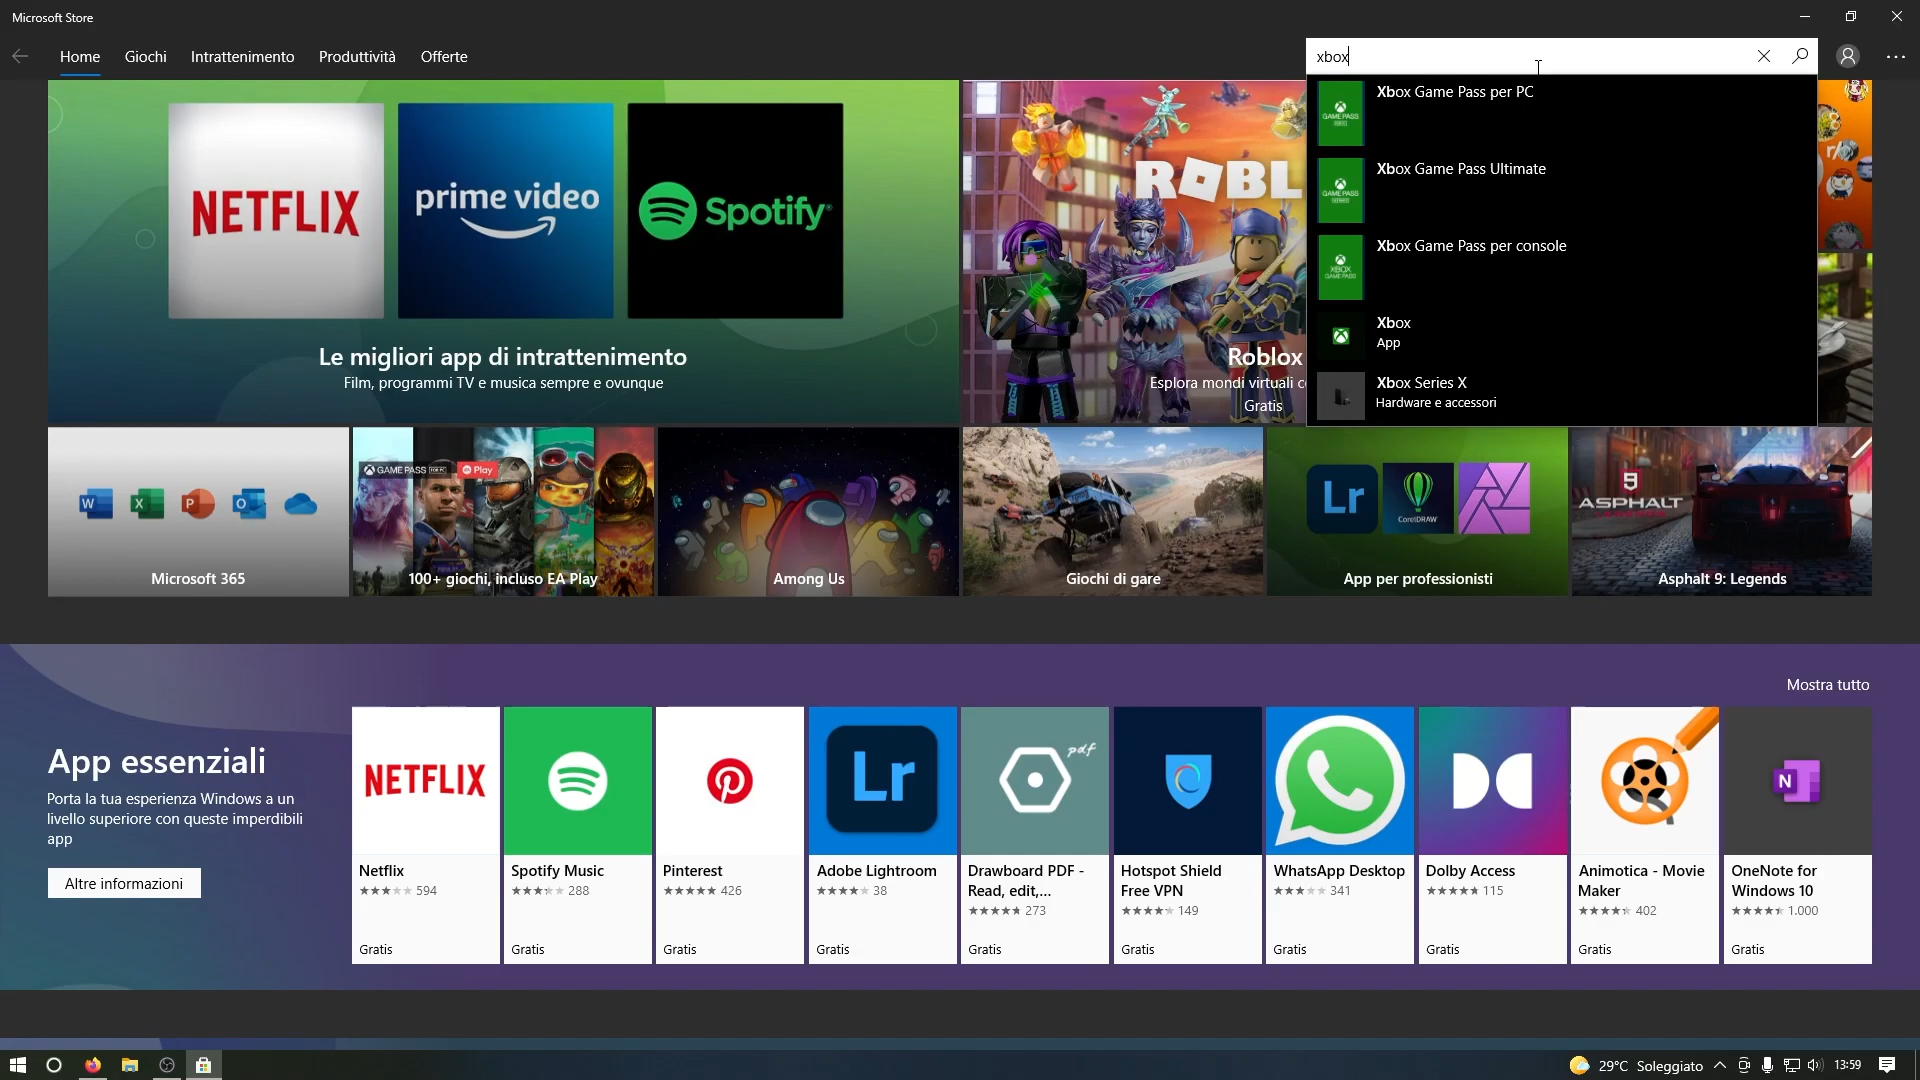 Microsoft Store
Home Giochi Intrattenimento Produttività Offerte
xbox
Xbox Game Pass per PC
Xbox Game Pass Ultimate
Xbox Game Pass per console
Xbox
App
Xbox Series X
Hardware e accessori
NETFLIX
prime video
Spotify
Le migliori app di intrattenimento
Film, programmi TV e musica sempre e ovunque
ROBL
Roblox
Esplora mondi virtuali c
Gratis
Microsoft 365
GAME PASS
EA Play
100+ giochi, incluso EA Play
Among Us
Giochi di gare
Lr
CorelDRAW
App per professionisti
9
ASPHALT
Asphalt 9: Legends
Mostra tutto
App essenziali
Porta la tua esperienza Windows a un
livello superiore con queste imperdibili
app
Altre informazioni
NETFLIX
Netflix
594
Gratis
Spotify Music
288
Gratis
Pinterest
426
Gratis
Lr
Adobe Lightroom
38
Gratis
pdf
Drawboard PDF -
Read, edit,...
273
Gratis
Hotspot Shield
Free VPN
149
Gratis
WhatsApp Desktop
341
Gratis
Dolby Access
115
Gratis
Animotica - Movie
Maker
402
Gratis
N
OneNote for
Windows 10
1.000
Gratis
29°C Soleggiato
13:59